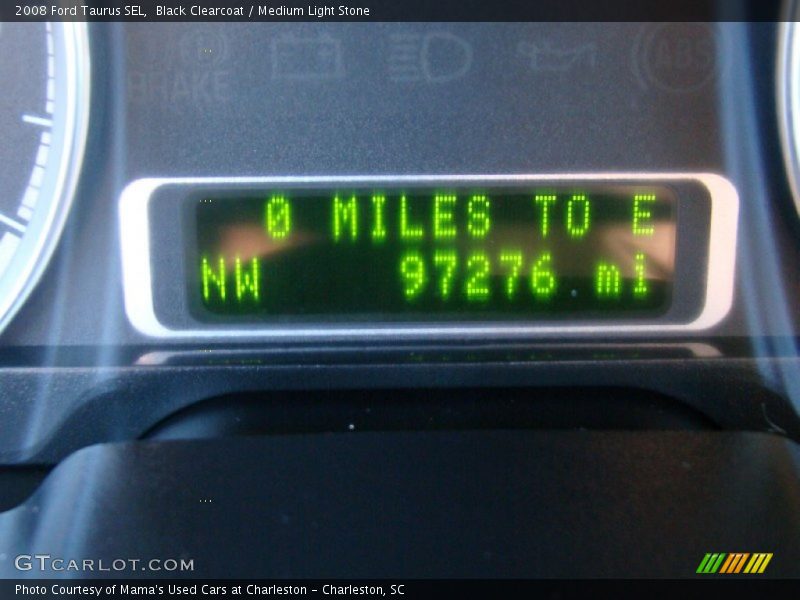 2008 Ford Taurus SEL, Black Clearcoat / Medium Light Stone
BRAKE
ABS
0 MILES TO E
NW 97276 mi
GTCARLOT.COM
Photo Courtesy of Mama's Used Cars at Charleston - Charleston, SC